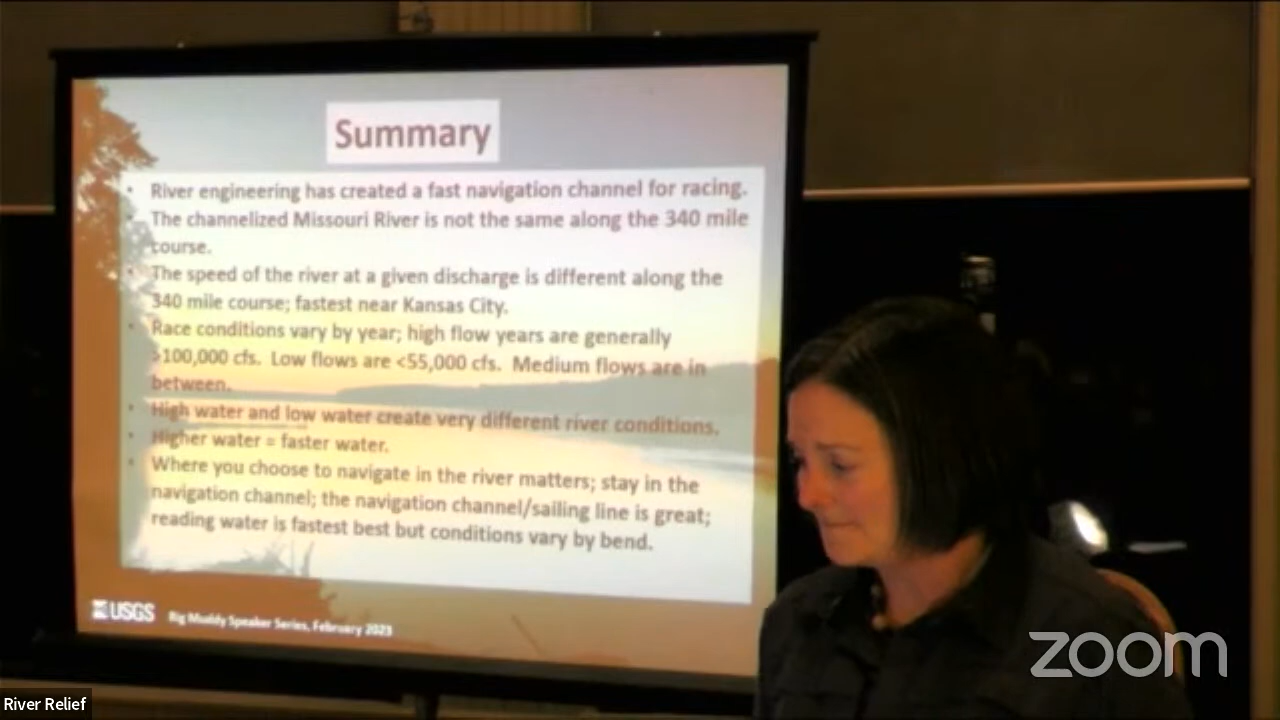 Summary
• River engineering has created a fast navigation channel for racing.
• The channelized Missouri River is not the same along the 340 mile
course.
• The speed of the river at a given discharge is different along the
340 mile course; fastest near Kansas City.
• Race conditions vary by year; high flow years are generally
>100,000 cfs. Low flows are <55,000 cfs. Medium flows are in
between.
• High water and low water create very different river conditions.
• Higher water = faster water.
• Where you choose to navigate in the river matters; stay in the
navigation channel; the navigation channel/sailing line is great;
reading water is fastest best but conditions vary by bend.
USGS Big Muddy Speaker Series, February 2023
zoom
River Relief